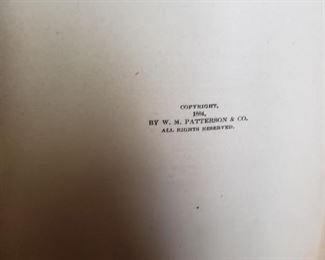 COPYRIGHT,
1884,
BY W. M. PATTERSON & CO.
ALL RIGHTS RESERVED.